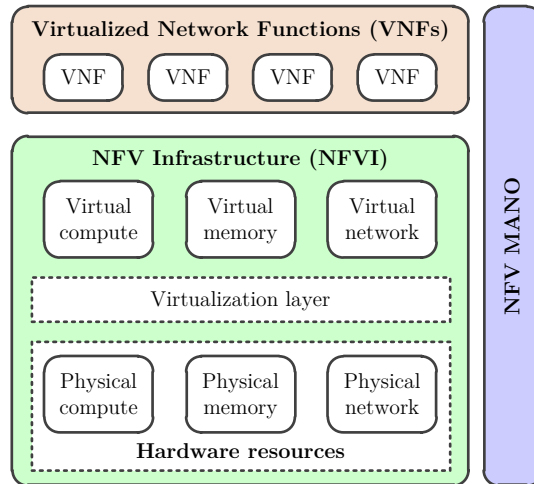 Virtualized Network Functions (VNFs)
VNF VNF VNF VNF
NFV Infrastructure (NFVI)
Virtual compute
Virtual memory
Virtual network
Virtualization layer
Physical compute
Physical memory
Physical network
Hardware resources
NFV MANO